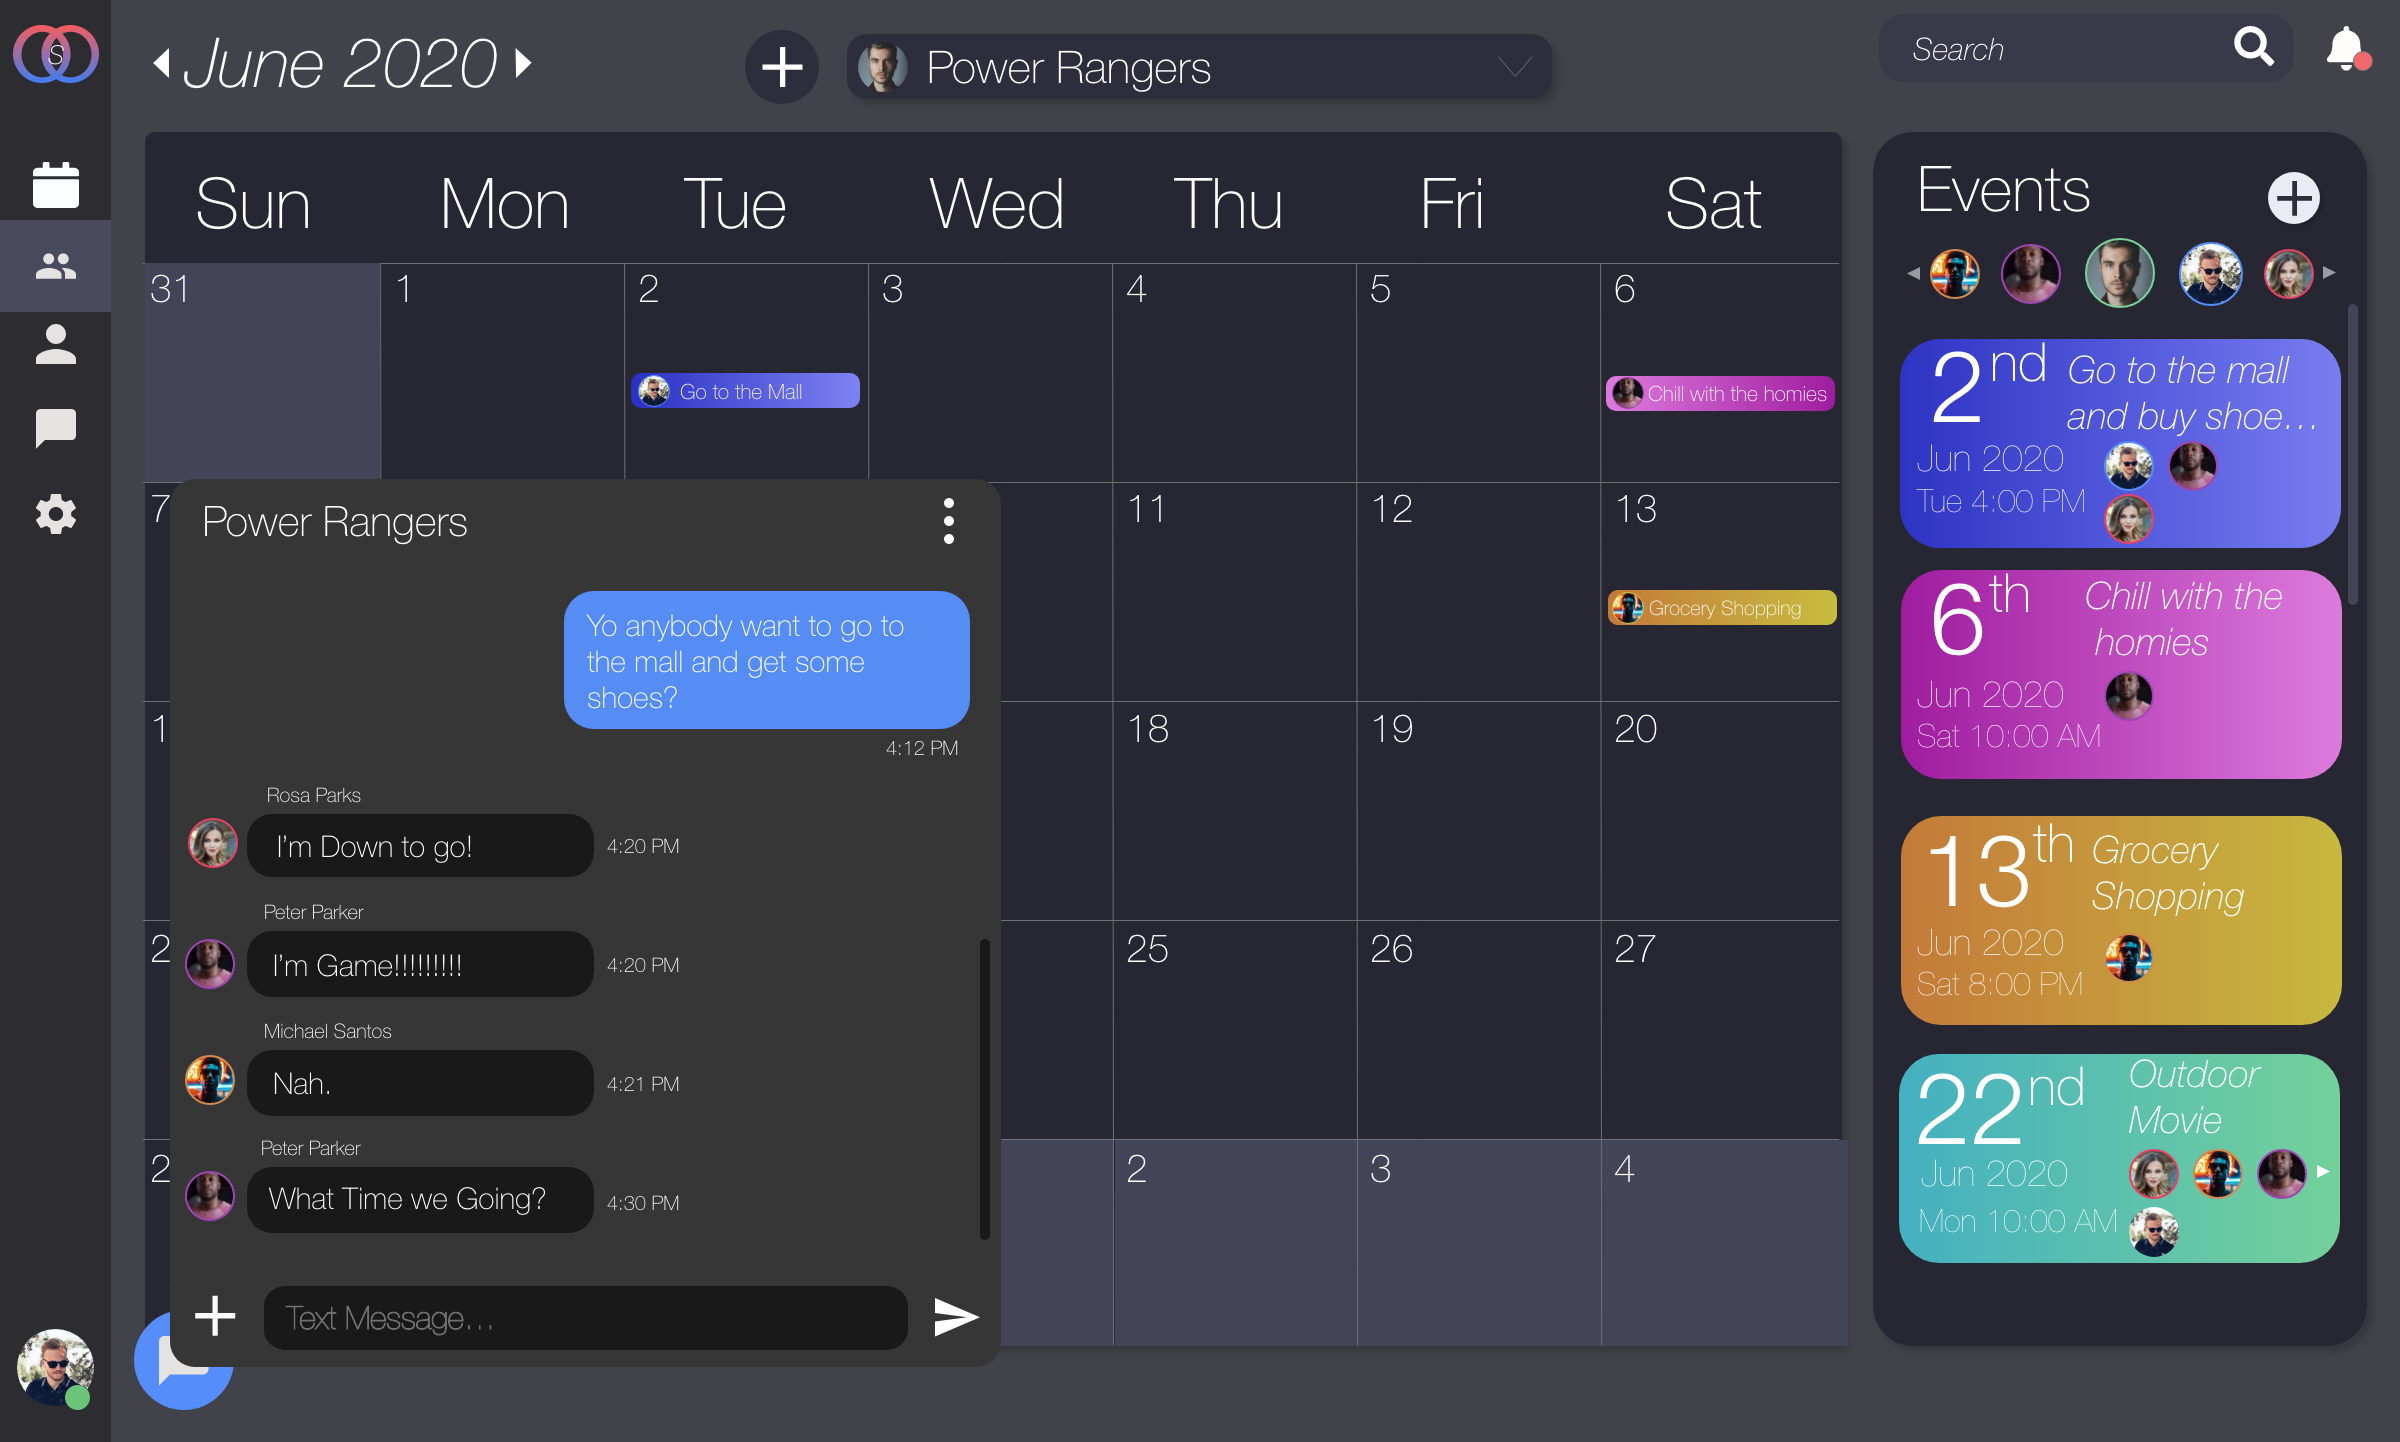 S
June 2020
Power Rangers
Search
Sun Mon Tue Wed Thu Fri Sat
31 1 2 3 4 5 6
Go to the Mall
Chill with the homies
7 11 12 13
Grocery Shopping
1 18 19 20
2 25 26 27
2 2 3 4
Power Rangers
Yo anybody want to go to
the mall and get some
shoes?
4:12 PM
Rosa Parks
I'm Down to go!
4:20 PM
Peter Parker
I'm Game!!!!!!!!!
4:20 PM
Michael Santos
Nah.
4:21 PM
Peter Parker
What Time we Going?
4:30 PM
Text Message...
Events
2nd
Go to the mall
and buy shoe...
Jun 2020
Tue 4:00 PM
6th
Chill with the
homies
Jun 2020
Sat 10:00 AM
13th
Grocery
Shopping
Jun 2020
Sat 8:00 PM
22nd
Outdoor
Movie
Jun 2020
Mon 10:00 AM